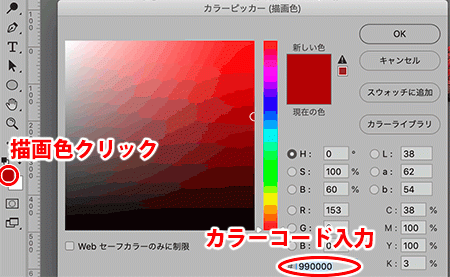 カラーピッカー (描画色)
新しい色
現在の色
OK
キャンセル
スウォッチに追加
カラーライブラリ
描画色クリック
H: 0 °
S: 100 %
B: 60 %
R: 153
G:
B: 0
L: 38
a: 62
b: 54
C: 38 %
M: 100 %
Y: 100 %
K: 3 %
カラーコード入力
# 990000
Web セーフカラーのみに制限
T